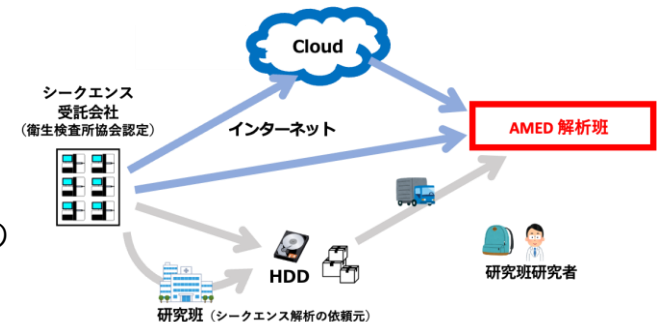 Cloud
シークエンス
受託会社
（衛生検査所協会認定）
インターネット
AMED 解析班
HDD
研究班研究者
研究班（シークエンス解析の依頼元）